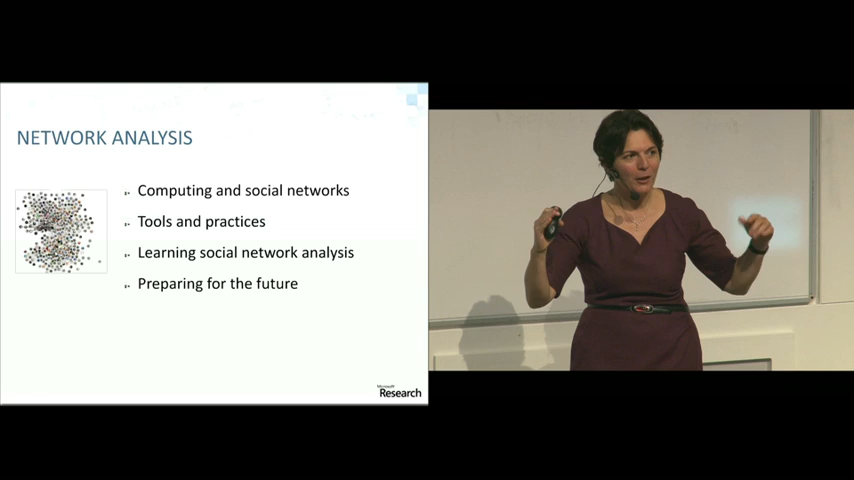 NETWORK ANALYSIS
Computing and social networks
Tools and practices
Learning social network analysis
Preparing for the future
Microsoft
Research